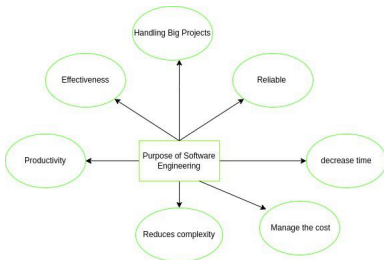 Handling Big Projects
Effectiveness
Reliable
Productivity
Purpose of Software
Engineering
decrease time
Reduces complexity
Manage the cost